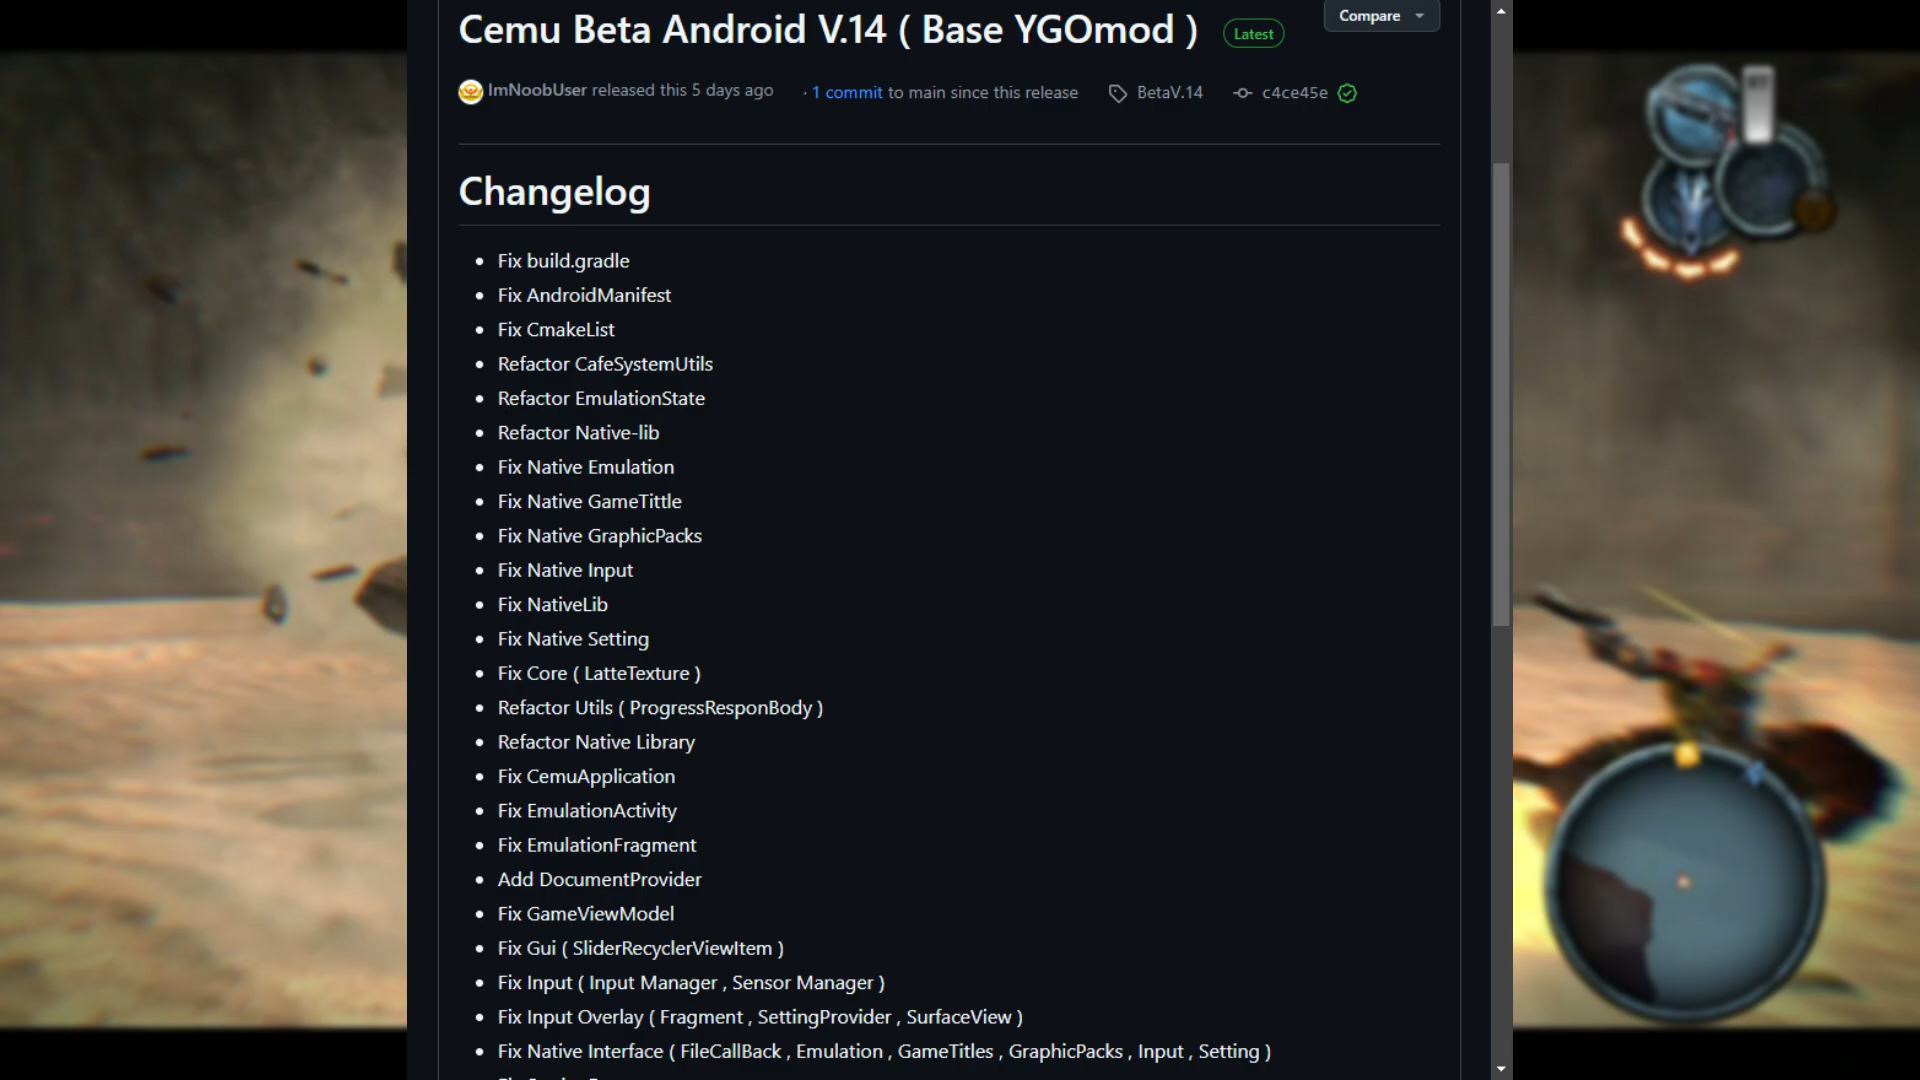 Cemu Beta Android V.14 ( Base YGOmod ) Latest Compare
ImNoobUser released this 5 days ago · 1 commit to main since this release BetaV.14 c4ce45e
Changelog
Fix build.gradle
Fix AndroidManifest
Fix CmakeList
Refactor CafeSystemUtils
Refactor EmulationState
Refactor Native-lib
Fix Native Emulation
Fix Native GameTittle
Fix Native GraphicPacks
Fix Native Input
Fix NativeLib
Fix Native Setting
Fix Core ( LatteTexture )
Refactor Utils ( ProgressResponBody )
Refactor Native Library
Fix CemuApplication
Fix EmulationActivity
Fix EmulationFragment
Add DocumentProvider
Fix GameViewModel
Fix Gui ( SliderRecyclerViewItem )
Fix Input ( Input Manager , Sensor Manager )
Fix Input Overlay ( Fragment , SettingProvider , SurfaceView )
Fix Native Interface ( FileCallBack , Emulation , GameTitles , GraphicPacks , Input , Setting )